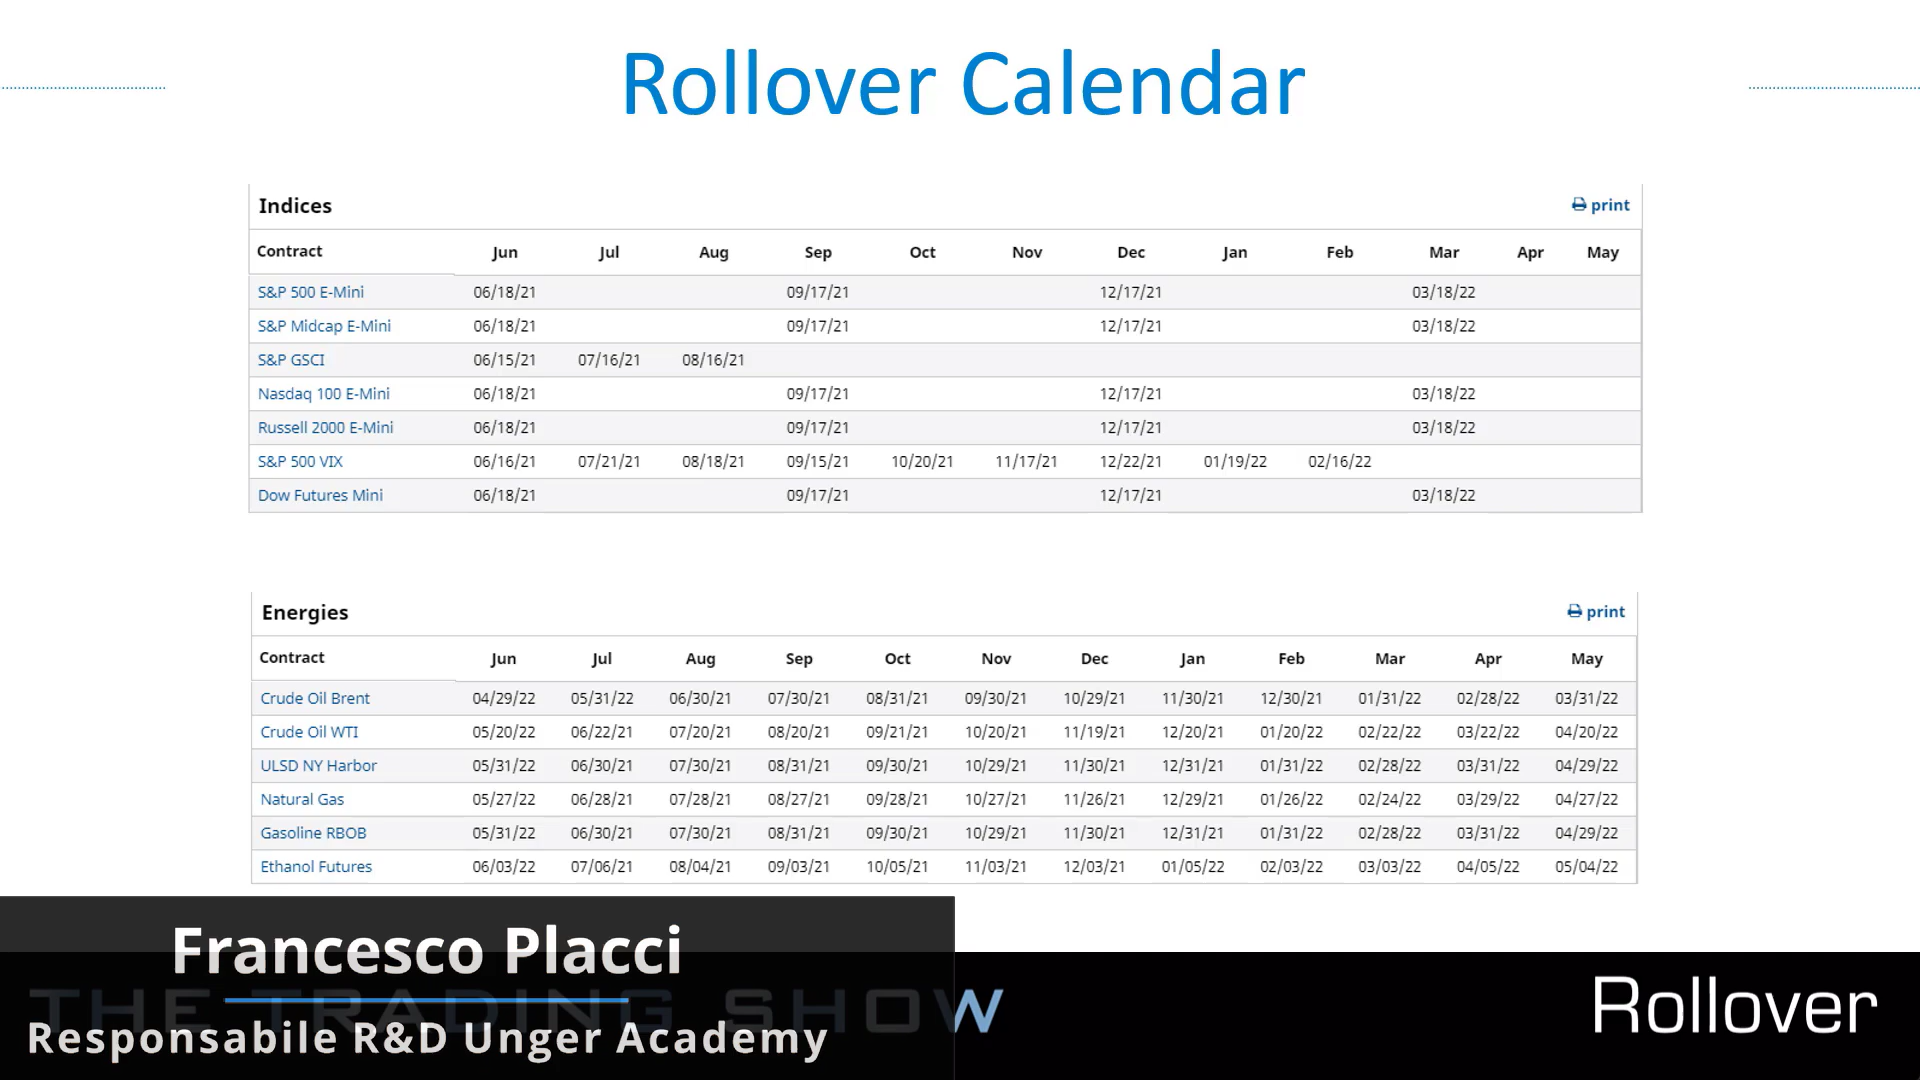 Rollover Calendar
Indices print
Contract Jun Jul Aug Sep Oct Nov Dec Jan Feb Mar Apr May
S&P 500 E-Mini 06/18/21 09/17/21 12/17/21 03/18/22
S&P Midcap E-Mini 06/18/21 09/17/21 12/17/21 03/18/22
S&P GSCI 06/15/21 07/16/21 08/16/21
Nasdaq 100 E-Mini 06/18/21 09/17/21 12/17/21 03/18/22
Russell 2000 E-Mini 06/18/21 09/17/21 12/17/21 03/18/22
S&P 500 VIX 06/16/21 07/21/21 08/18/21 09/15/21 10/20/21 11/17/21 12/22/21 01/19/22 02/16/22
Dow Futures Mini 06/18/21 09/17/21 12/17/21 03/18/22
Energies print
Contract Jun Jul Aug Sep Oct Nov Dec Jan Feb Mar Apr May
Crude Oil Brent 04/29/22 05/31/22 06/30/21 07/30/21 08/31/21 09/30/21 10/29/21 11/30/21 12/30/21 01/31/22 02/28/22 03/31/22
Crude Oil WTI 05/20/22 06/22/21 07/20/21 08/20/21 09/21/21 10/20/21 11/19/21 12/20/21 01/20/22 02/22/22 03/22/22 04/20/22
ULSD NY Harbor 05/31/22 06/30/21 07/30/21 08/31/21 09/30/21 10/29/21 11/30/21 12/31/21 01/31/22 02/28/22 03/31/22 04/29/22
Natural Gas 05/27/22 06/28/21 07/28/21 08/27/21 09/28/21 10/27/21 11/26/21 12/29/21 01/26/22 02/24/22 03/29/22 04/27/22
Gasoline RBOB 05/31/22 06/30/21 07/30/21 08/31/21 09/30/21 10/29/21 11/30/21 12/31/21 01/31/22 02/28/22 03/31/22 04/29/22
Ethanol Futures 06/03/22 07/06/21 08/04/21 09/03/21 10/05/21 11/03/21 12/03/21 01/05/22 02/03/22 03/03/22 04/05/22 05/04/22
Francesco Placci
THE TRADING SHOW
Responsabile R&D Unger Academy
Rollover